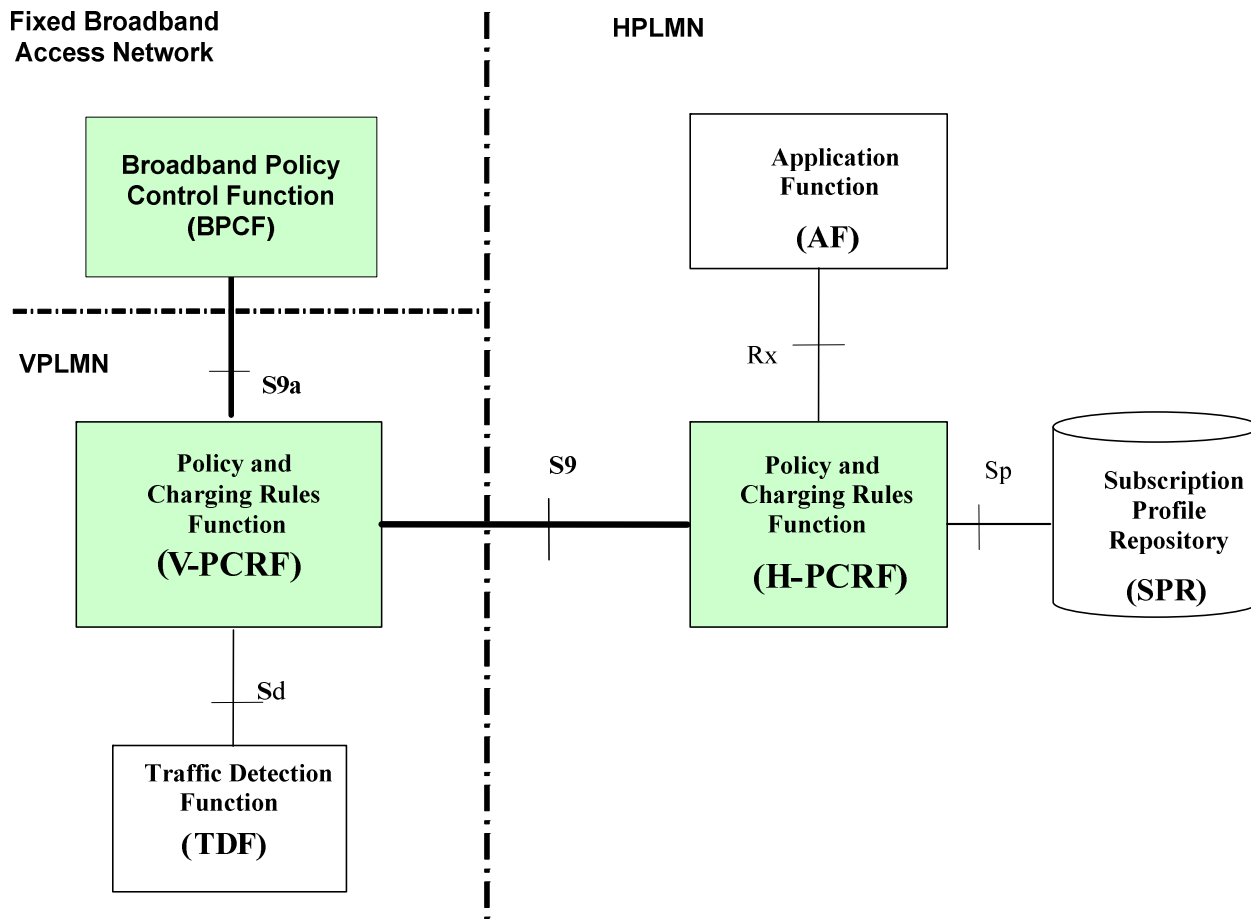 Fixed Broadband
Access Network
HPLMN
Broadband Policy
Control Function
(BPCF)
Application
Function
(AF)
VPLMN
S9a
Rx
Policy and
Charging Rules
Function
(V-PCRF)
S9
Policy and
Charging Rules
Function
(H-PCRF)
Sp
Subscription
Profile
Repository
(SPR)
Sd
Traffic Detection
Function
(TDF)